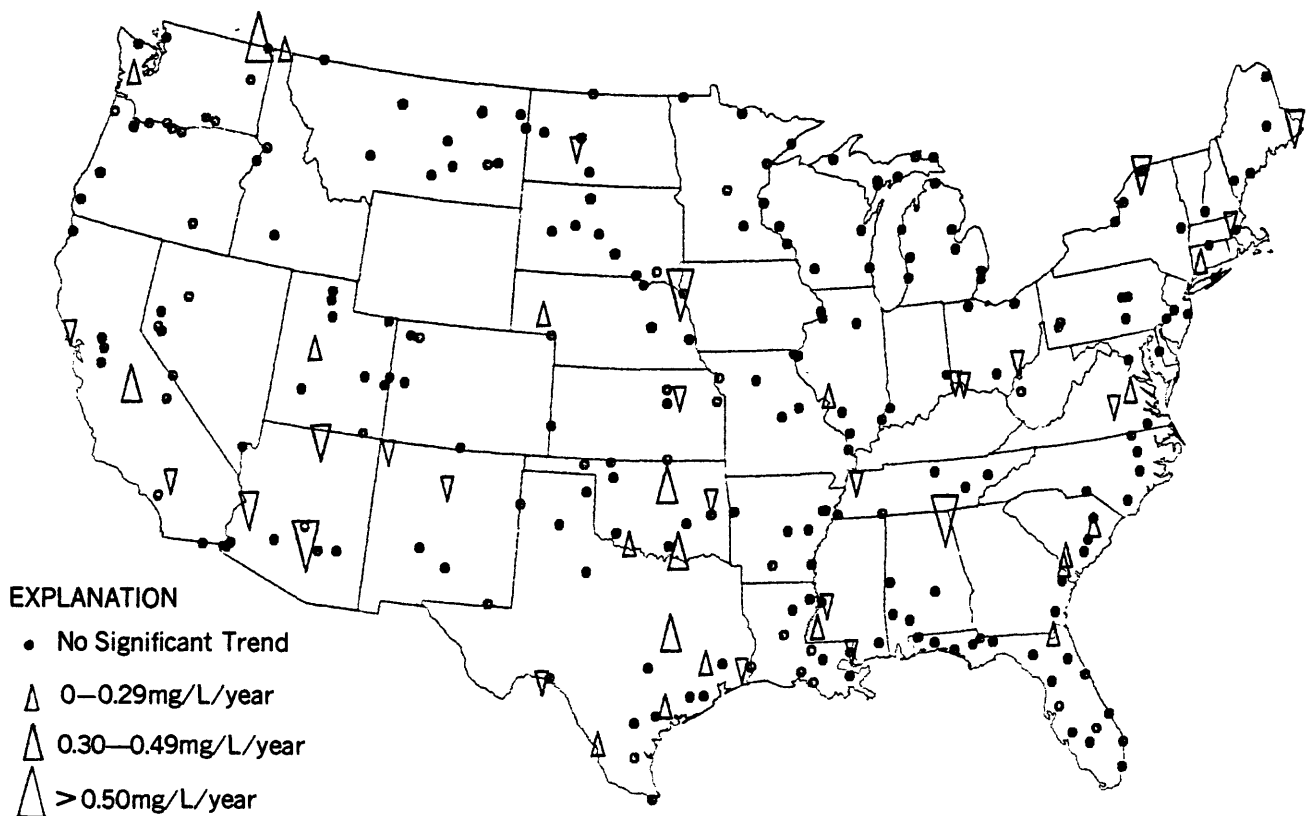 EXPLANATION
No Significant Trend
0—0.29mg/L/year
0.30—0.49mg/L/year
>0.50mg/L/year